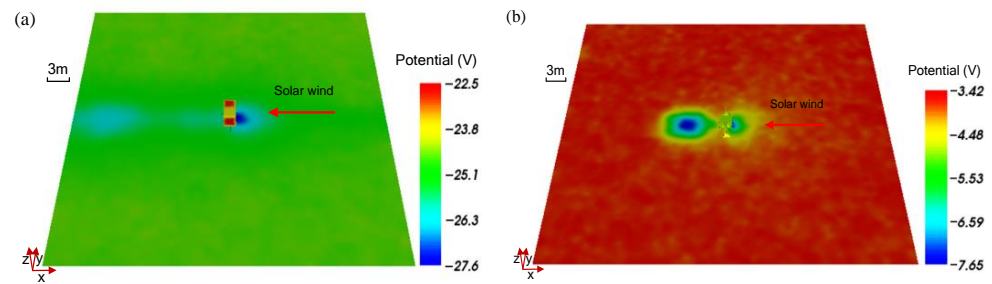 (a)
Potential (V)
3m
Solar wind
−22.5
−23.8
−25.1
−26.3
−27.6
z y
x
(b)
Potential (V)
3m
Solar wind
−3.42
−4.48
−5.53
−6.59
−7.65
z y
x